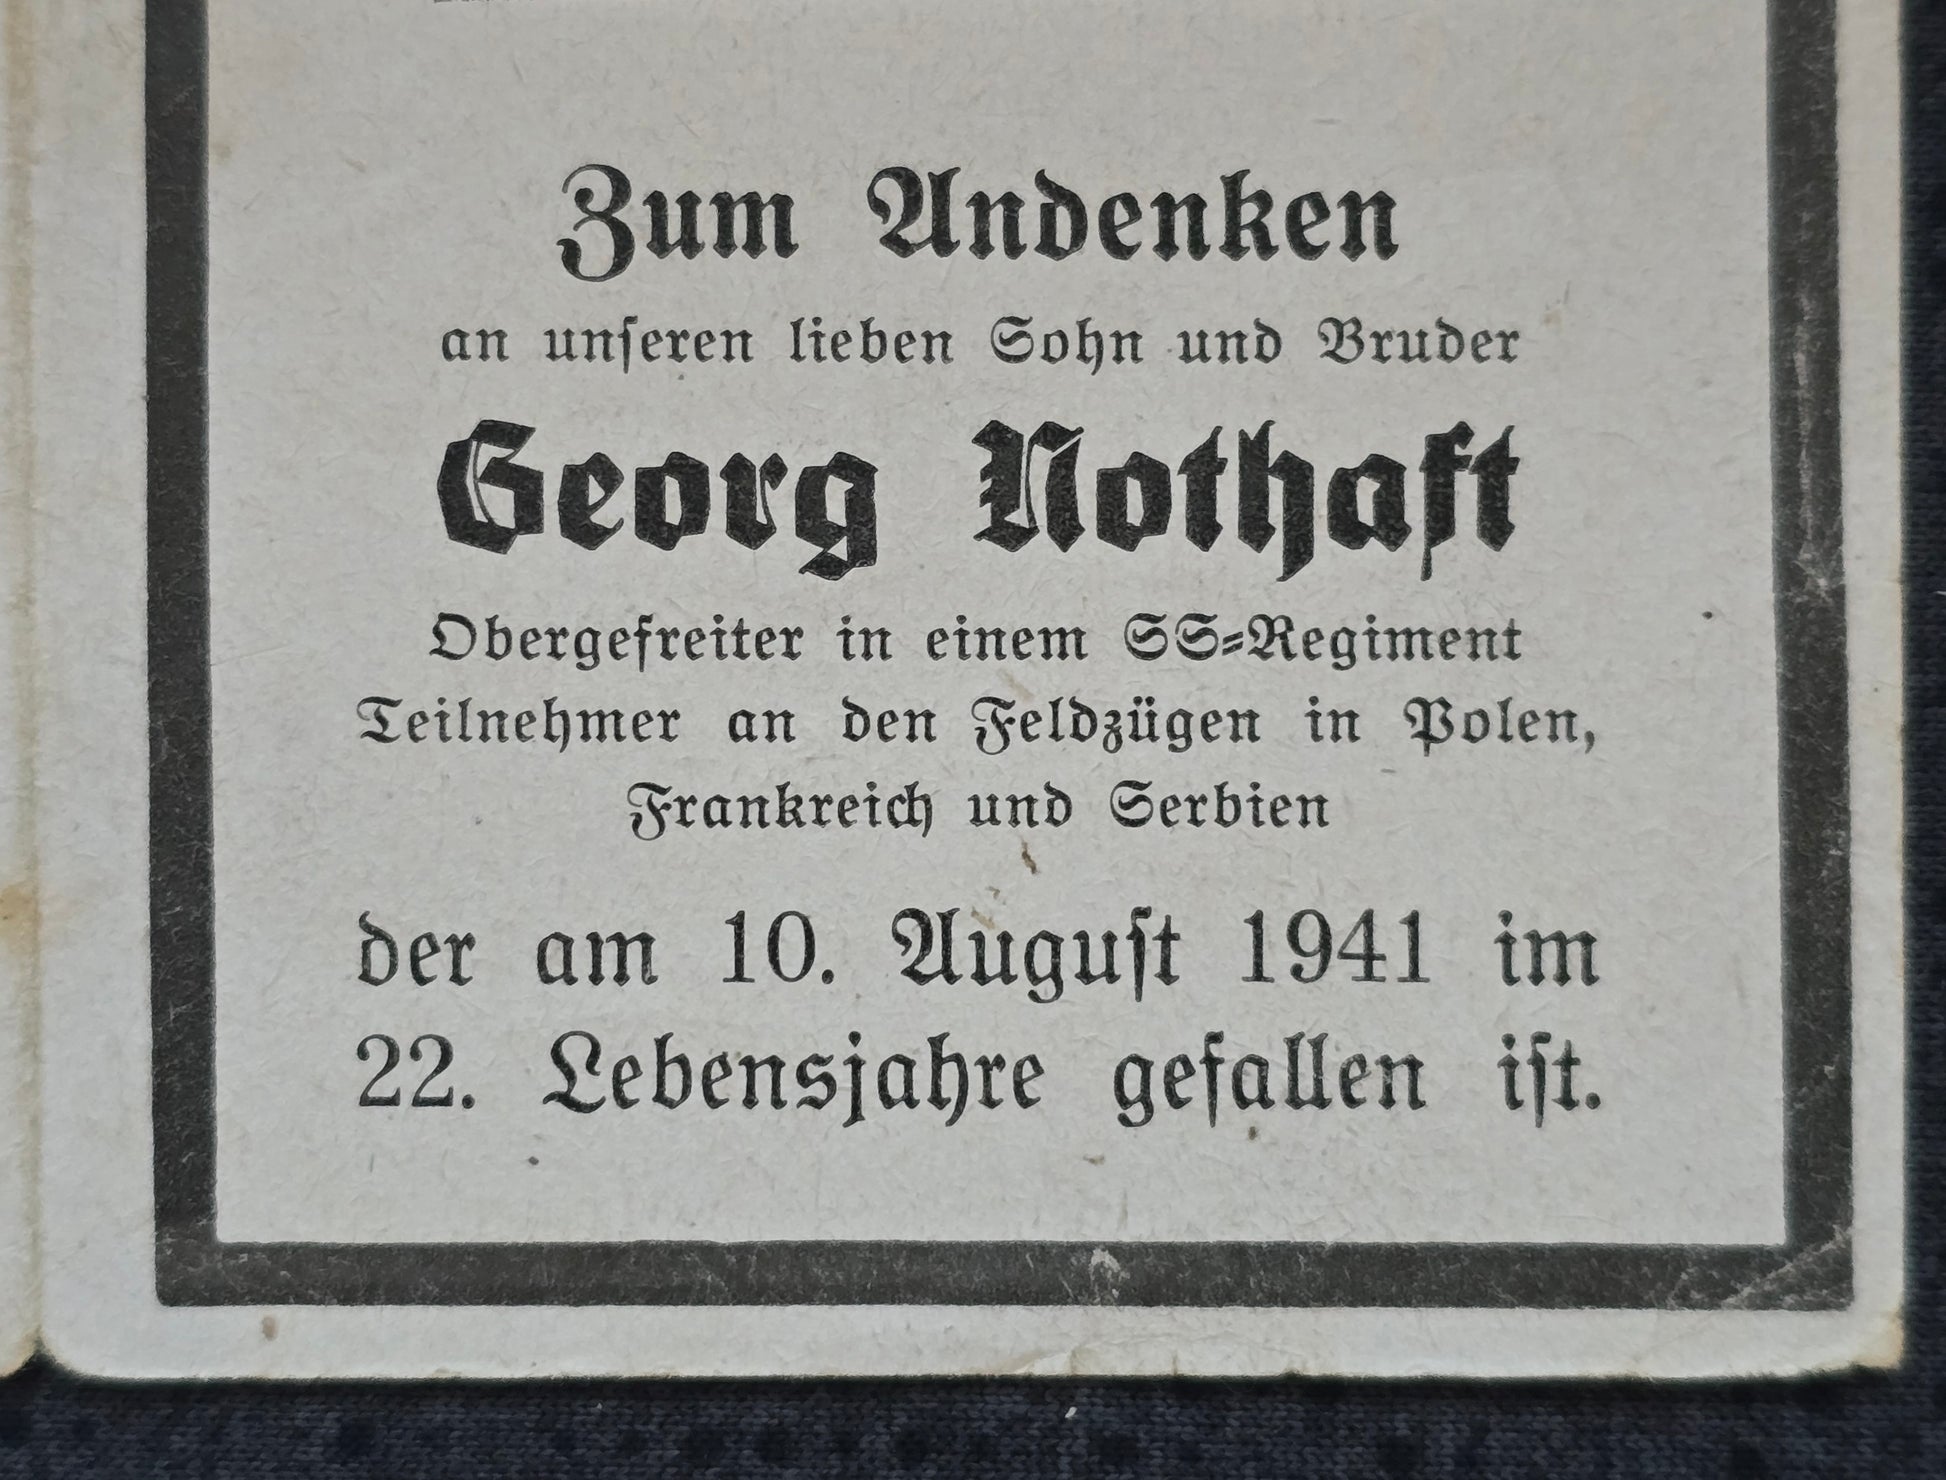 Zum Andenken
an unſeren lieben Sohn und Bruder
Georg Nothaft
Obergefreiter in einem SS=Regiment
Teilnehmer an den Feldzügen in Polen,
Frankreich und Serbien
der am 10. Auguſt 1941 im
22. Lebensjahre gefallen iſt.